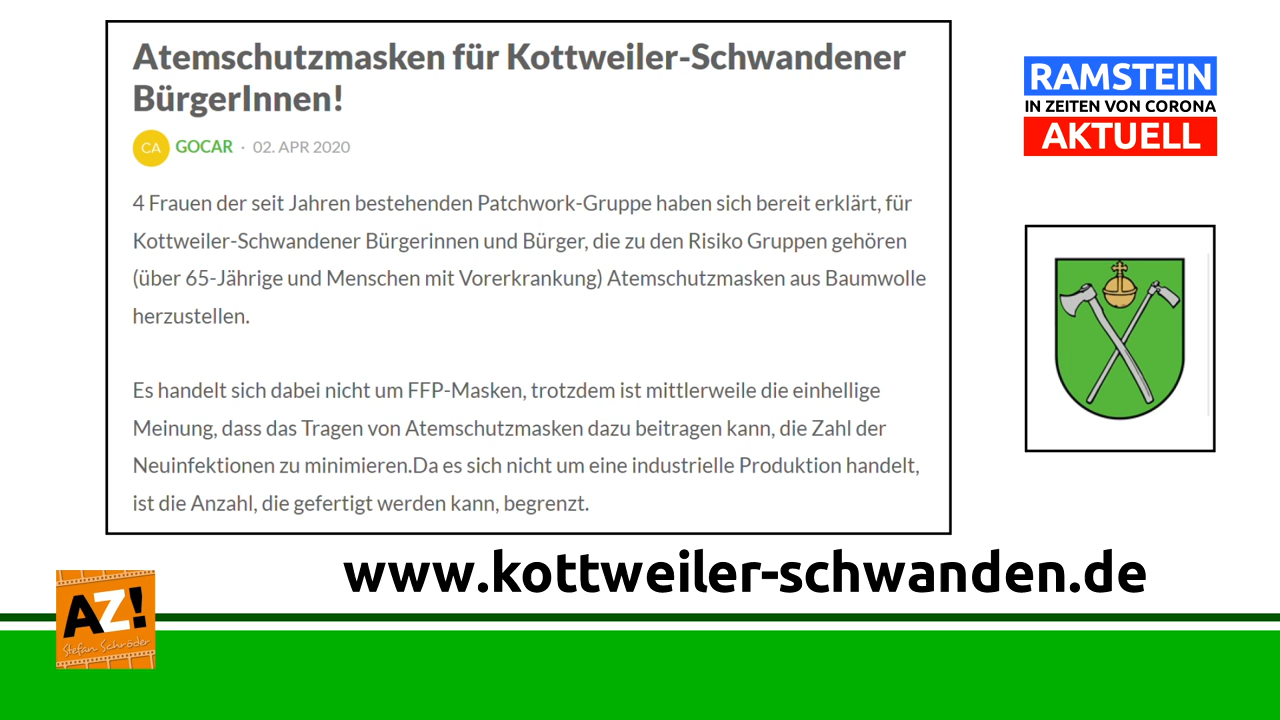 Atemschutzmasken für Kottweiler-Schwandener
BürgerInnen!
CA GOCAR · 02. APR 2020
4 Frauen der seit Jahren bestehenden Patchwork-Gruppe haben sich bereit erklärt, für
Kottweiler-Schwandener Bürgerinnen und Bürger, die zu den Risiko Gruppen gehören
(über 65-Jährige und Menschen mit Vorerkrankung) Atemschutzmasken aus Baumwolle
herzustellen.
Es handelt sich dabei nicht um FFP-Masken, trotzdem ist mittlerweile die einhellige
Meinung, dass das Tragen von Atemschutzmasken dazu beitragen kann, die Zahl der
Neuinfektionen zu minimieren.Da es sich nicht um eine industrielle Produktion handelt,
ist die Anzahl, die gefertigt werden kann, begrenzt.
RAMSTEIN
IN ZEITEN VON CORONA
AKTUELL
www.kottweiler-schwanden.de
AZ!
Stefan Schröder